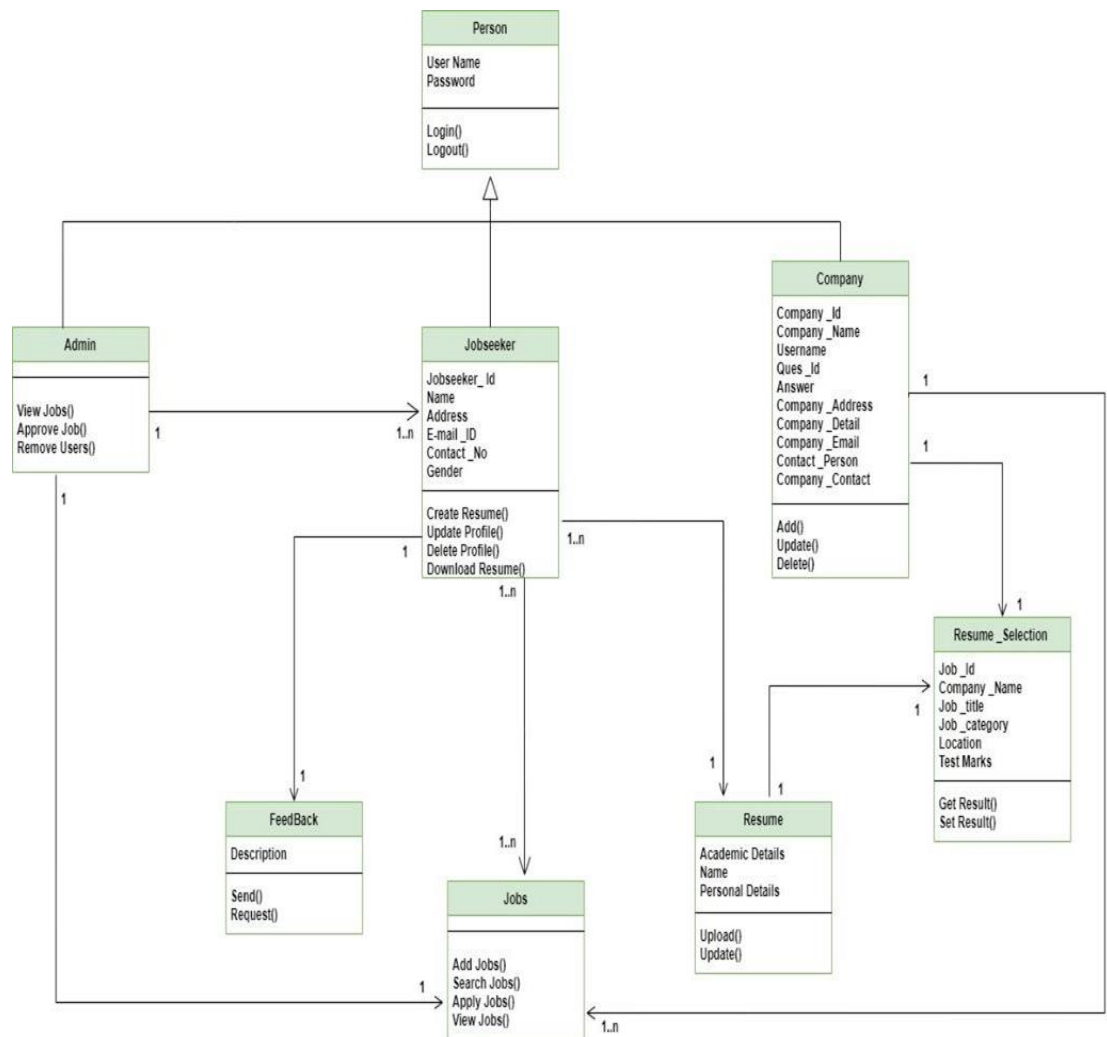 Person
User Name
Password
Login()
Logout()
Admin
View Jobs()
Approve Job()
Remove Users()
1
1..n
1
Jobseeker
Jobseeker_ Id
Name
Address
E-mail _ID
Contact _No
Gender
Create Resume()
Update Profile()
Delete Profile()
Download Resume()
1
1..n
1..n
Company
Company _Id
Company _Name
Username
Ques _Id
Answer
Company _Address
Company _Detail
Company _Email
Contact _Person
Company _Contact
Add()
Update()
Delete()
1
1
1
Resume _Selection
Job _Id
Company _Name
Job _title
Job _category
Location
Test Marks
Get Result()
Set Result()
1
1
FeedBack
Description
Send()
Request()
1
Resume
Academic Details
Name
Personal Details
Upload()
Update()
1
1..n
Jobs
Add Jobs()
Search Jobs()
Apply Jobs()
View Jobs()
1
1..n